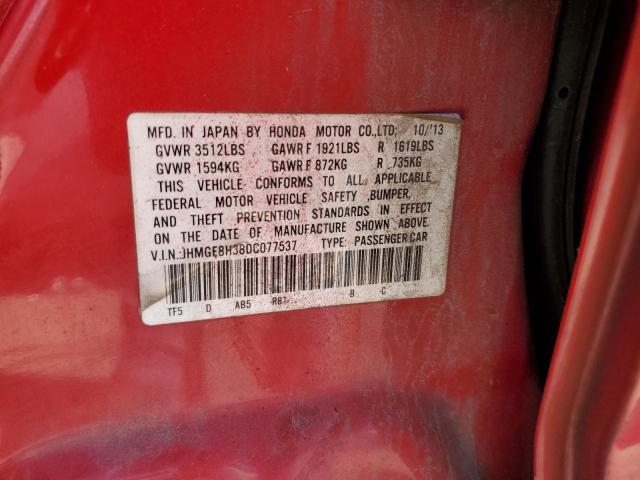 MFD. IN JAPAN BY HONDA MOTOR CO.,LTD. 10/'13
GVWR 3512LBS GAWR F 1921LBS R 1619LBS
GVWR 1594KG GAWR F 872KG R 735KG
THIS VEHICLE CONFORMS TO ALL APPLICABLE
FEDERAL MOTOR VEHICLE SAFETY ,BUMPER,
AND THEFT PREVENTION STANDARDS IN EFFECT
ON THE DATE OF MANUFACTURE SHOWN ABOVE.
V.I.N.:JHMGE8H38DC077537 TYPE: PASSENGER CAR
TF5 D AB5 R81 B C